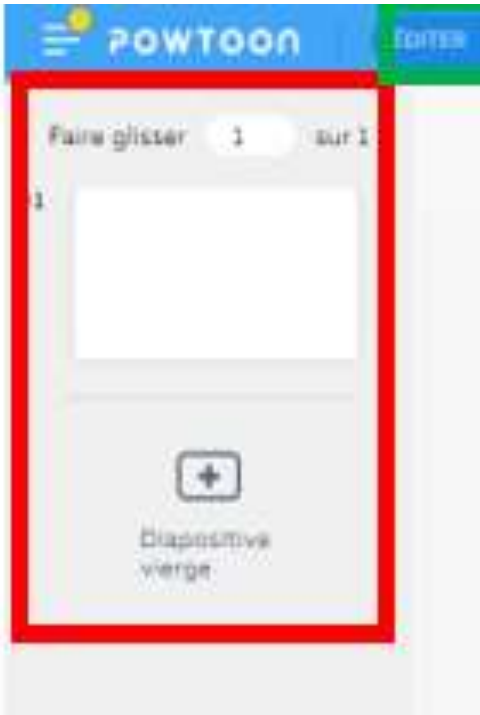 POWTOON
EDITER
Faire glisser 1 sur 1
1
Diapositive
vierge